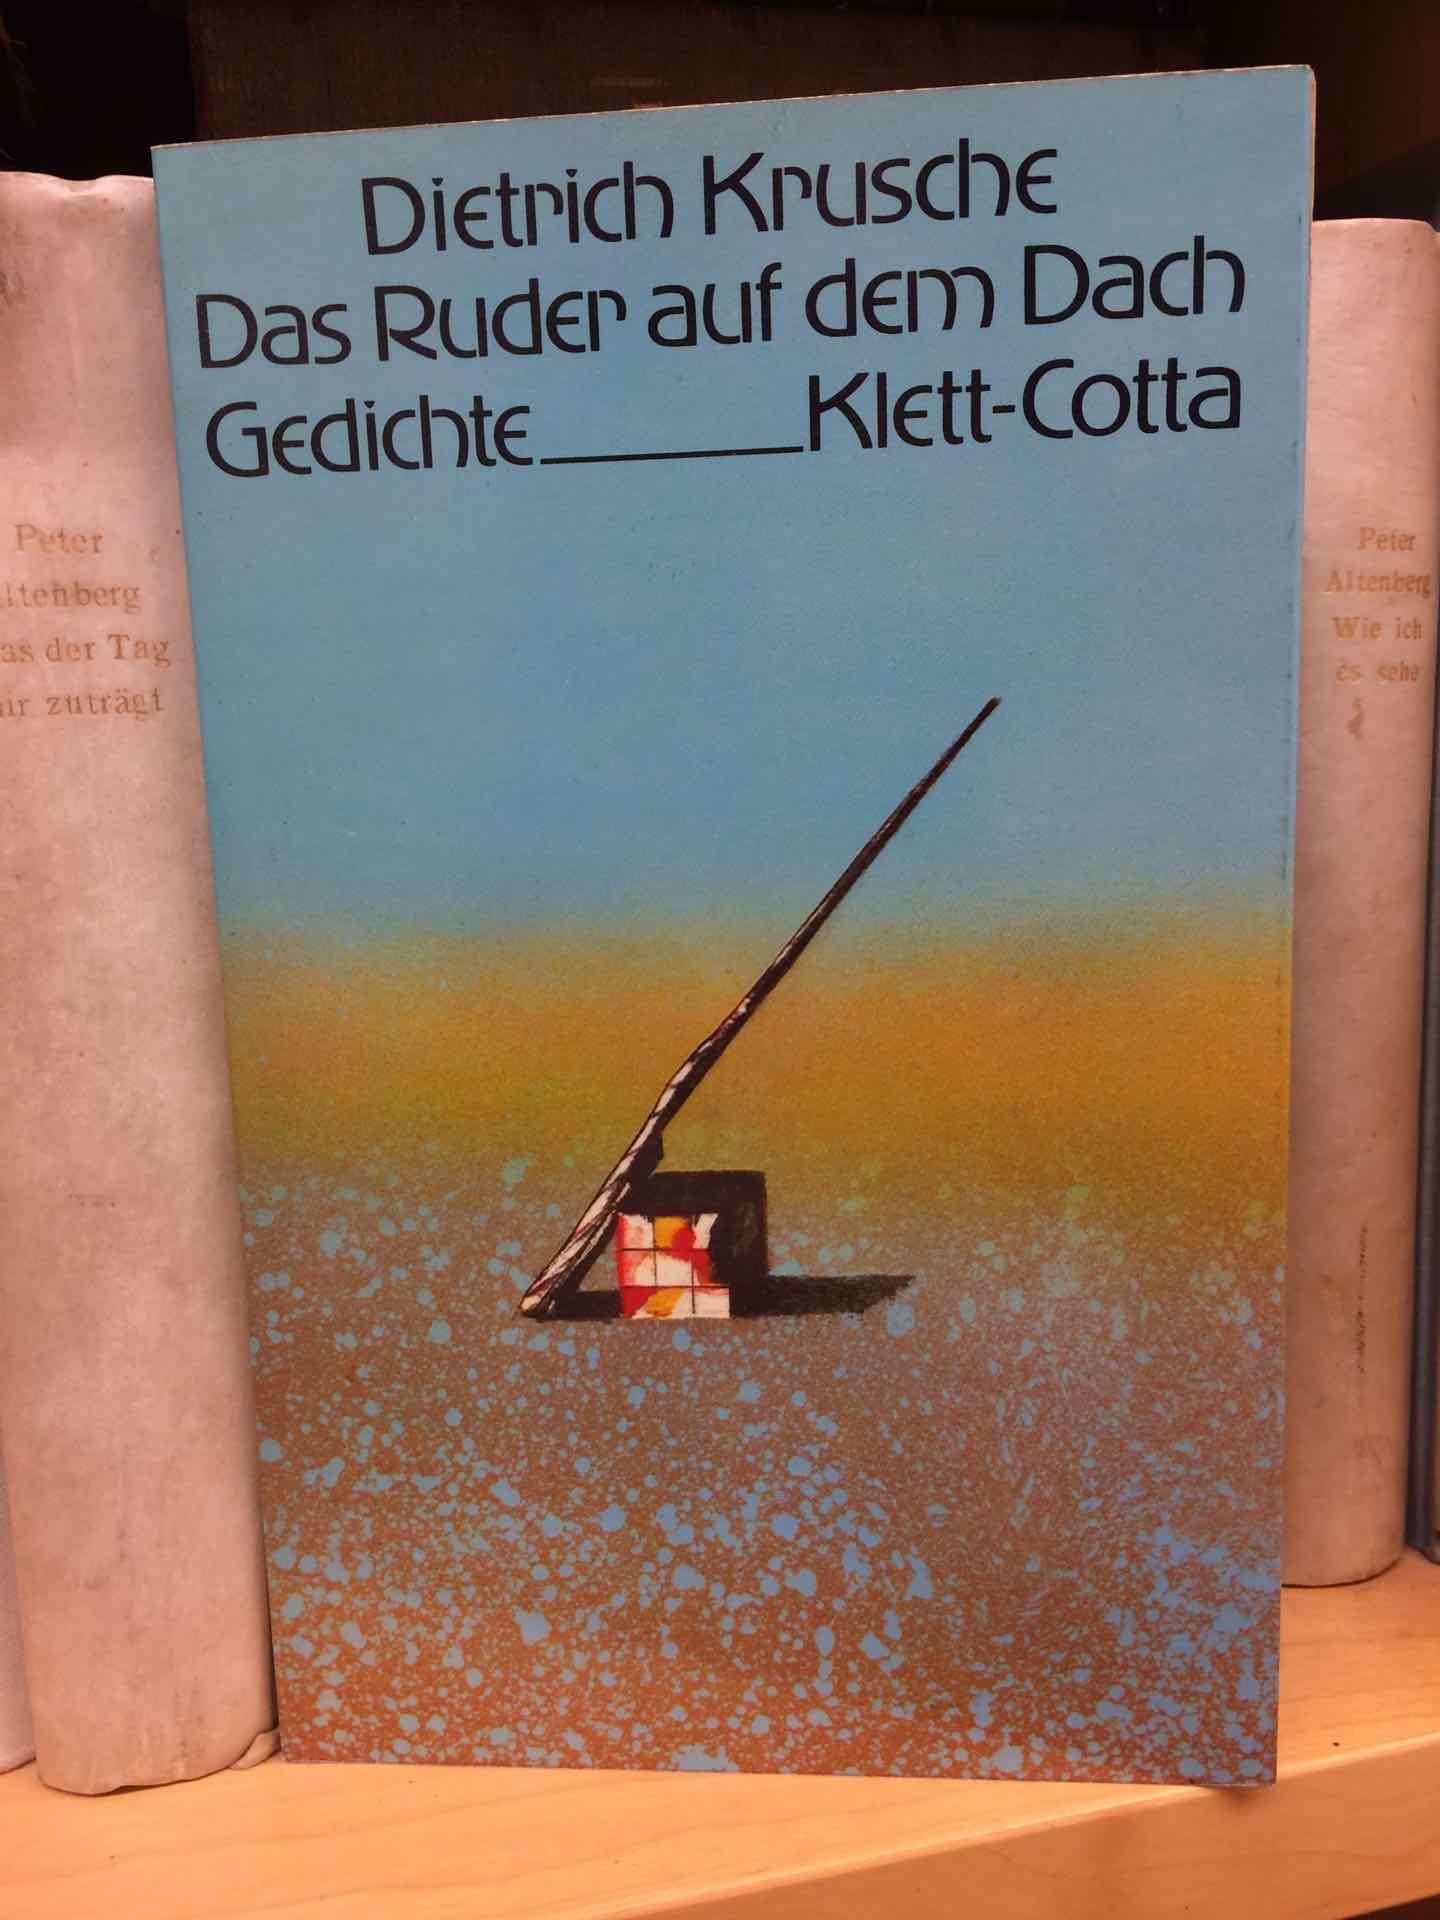 Dietrich Krusche
Das Ruder auf dem Dach
Gedichte Klett-Cotta
Peter
ltenberg
as der Tag
ir zuträgt
Peter
Altenberg
Wie ich
es sehe